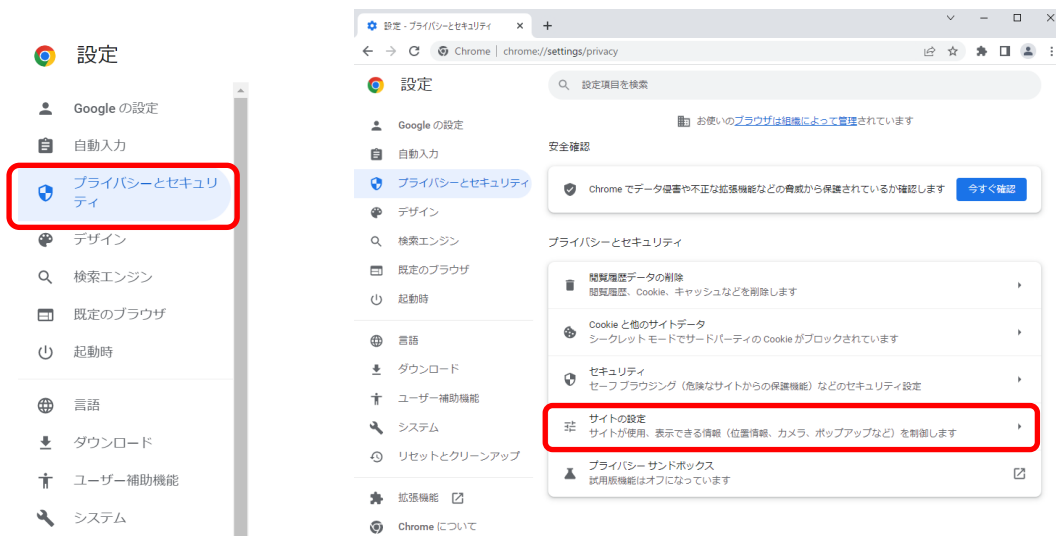 設定
Google の設定
自動入力
プライバシーとセキュリ
ティ
デザイン
検索エンジン
既定のブラウザ
起動時
言語
ダウンロード
ユーザー補助機能
システム
設定 - プライバシーとセキュリティ
Chrome | chrome://settings/privacy
設定
設定項目を検索
Google の設定
自動入力
プライバシーとセキュリティ
デザイン
検索エンジン
既定のブラウザ
起動時
言語
ダウンロード
ユーザー補助機能
システム
リセットとクリーンアップ
拡張機能
Chrome について
お使いのブラウザは組織によって管理されています
安全確認
Chrome でデータ侵害や不正な拡張機能などの脅威から保護されているか確認します
今すぐ確認
プライバシーとセキュリティ
閲覧履歴データの削除
閲覧履歴、Cookie、キャッシュなどを削除します
Cookie と他のサイトデータ
シークレット モードでサードパーティの Cookie がブロックされています
セキュリティ
セーフ ブラウジング（危険なサイトからの保護機能）などのセキュリティ設定
サイトの設定
サイトが使用、表示できる情報（位置情報、カメラ、ポップアップなど）を制御します
プライバシー サンドボックス
試用版機能はオフになっています